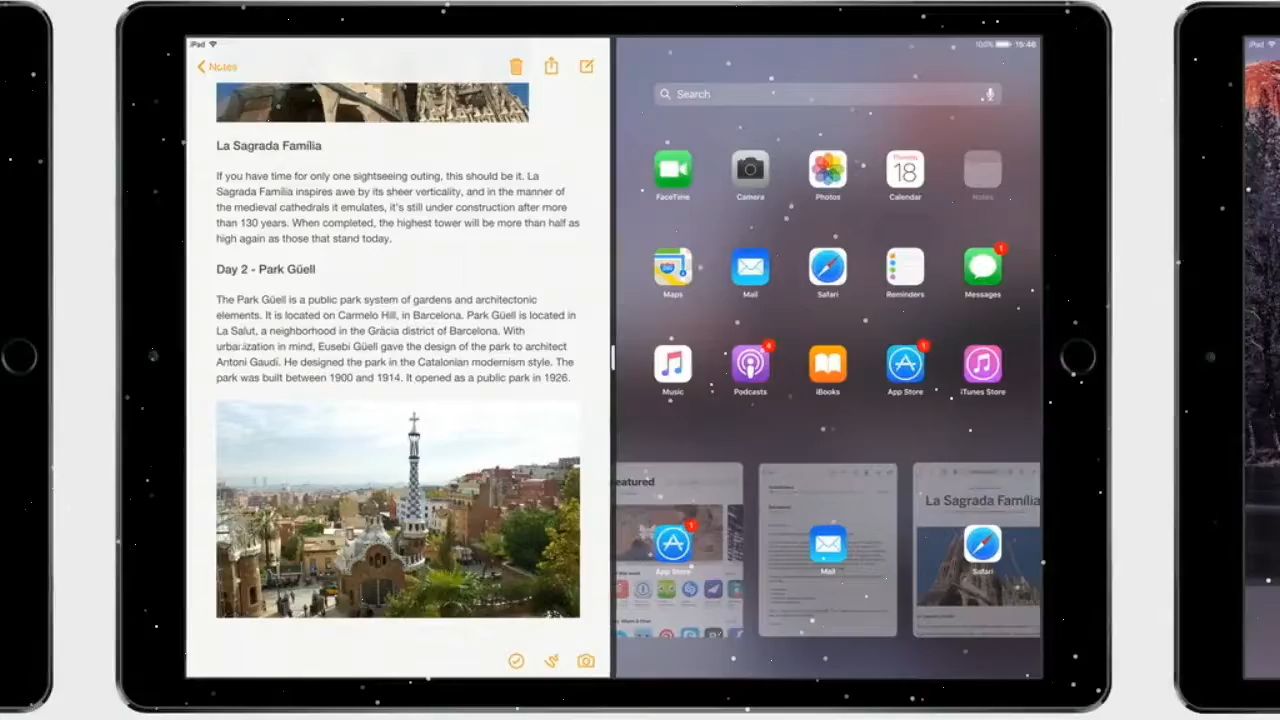 iPad
100% 15:46
iPad
Notes
Search
La Sagrada Família
If you have time for only one sightseeing outing, this should be it. La
Sagrada Família inspires awe by its sheer verticality, and in the manner of
the medieval cathedrals it emulates, it's still under construction after more
than 130 years. When completed, the highest tower will be more than half as
high again as those that stand today.
Day 2 - Park Güell
The Park Güell is a public park system of gardens and architectonic
elements. It is located on Carmelo Hill, in Barcelona. Park Güell is located in
La Salut, a neighborhood in the Gràcia district of Barcelona. With
urbanization in mind, Eusebi Güell gave the design of the park to architect
Antoni Gaudí. He designed the park in the Catalonian modernism style. The
park was built between 1900 and 1914. It opened as a public park in 1926.
Thursday
18
FaceTime Camera Photos Calendar Notes
1
Maps Mail Safari Reminders Messages
4 1
Music Podcasts iBooks App Store iTunes Store
eatured
La Sagrada Família
1
App Store Mail Safari